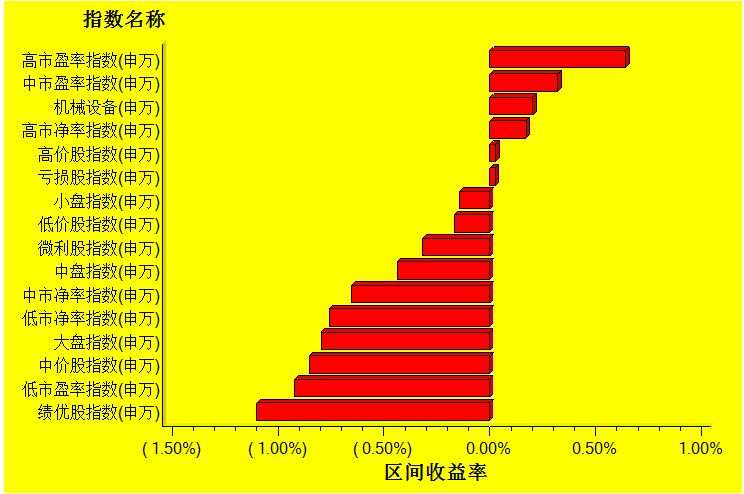 指数名称
高市盈率指数(申万)
中市盈率指数(申万)
机械设备(申万)
高市净率指数(申万)
高价股指数(申万)
亏损股指数(申万)
小盘指数(申万)
低价股指数(申万)
微利股指数(申万)
中盘指数(申万)
中市净率指数(申万)
低市净率指数(申万)
大盘指数(申万)
中价股指数(申万)
低市盈率指数(申万)
绩优股指数(申万)
( 1.50%) ( 1.00%) ( 0.50%) 0.00% 0.50% 1.00%
区间收益率